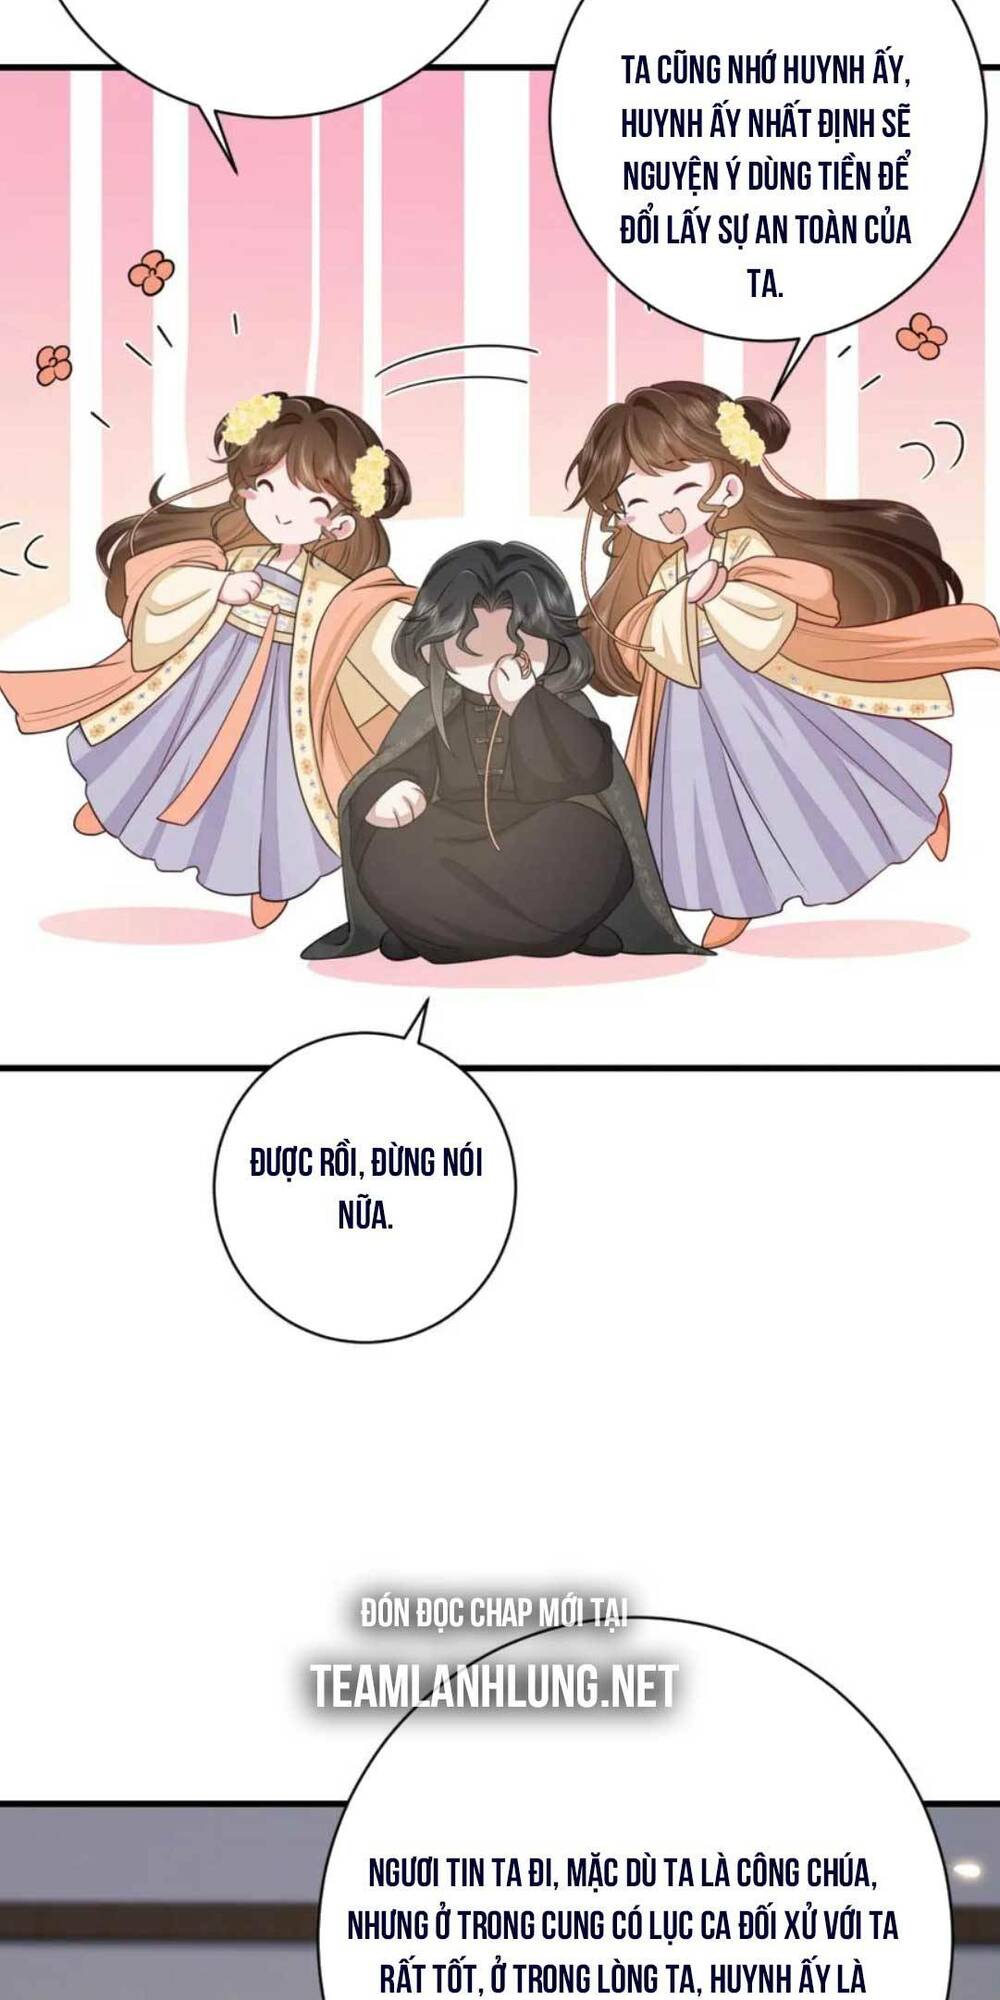 TA CŨNG NHỚ HUYNH ẤY,
HUYNH ẤY NHẤT ĐỊNH SẼ
NGUYỆN Ý DÙNG TIỀN ĐỂ
ĐỔI LẤY SỰ AN TOÀN CỦA
TA.
ĐƯỢC RỒI, ĐỪNG NÓI
NỮA.
ĐÓN ĐỌC CHAP MỚI TẠI
TEAMLANHLUNG.NET
NGƯƠI TIN TA ĐI, MẶC DÙ TA LÀ CÔNG CHÚA,
NHƯNG Ở TRONG CUNG CÓ LỤC CA ĐỐI XỬ VỚI TA
RẤT TỐT, Ở TRONG LÒNG TA, HUYNH ẤY LÀ